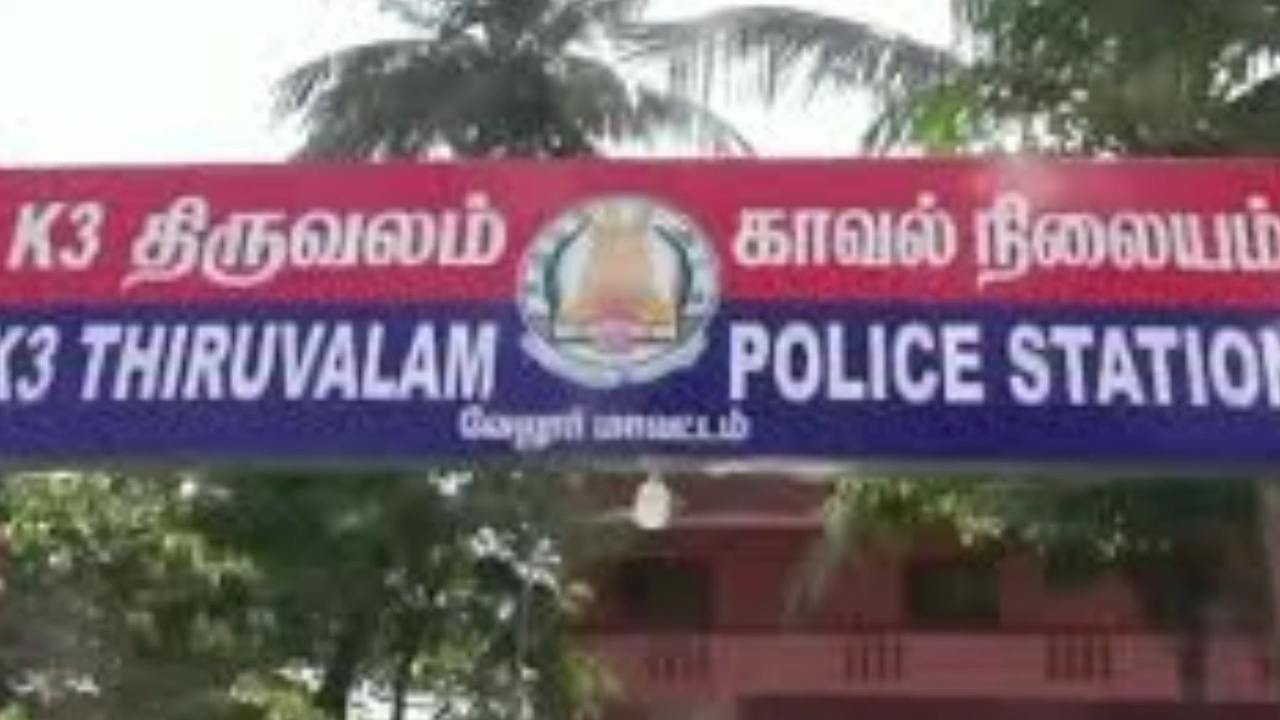 K3 திருவலம் காவல் நிலையம்
K3 THIRUVALAM POLICE STATION
வேலூர் மாவட்டம்